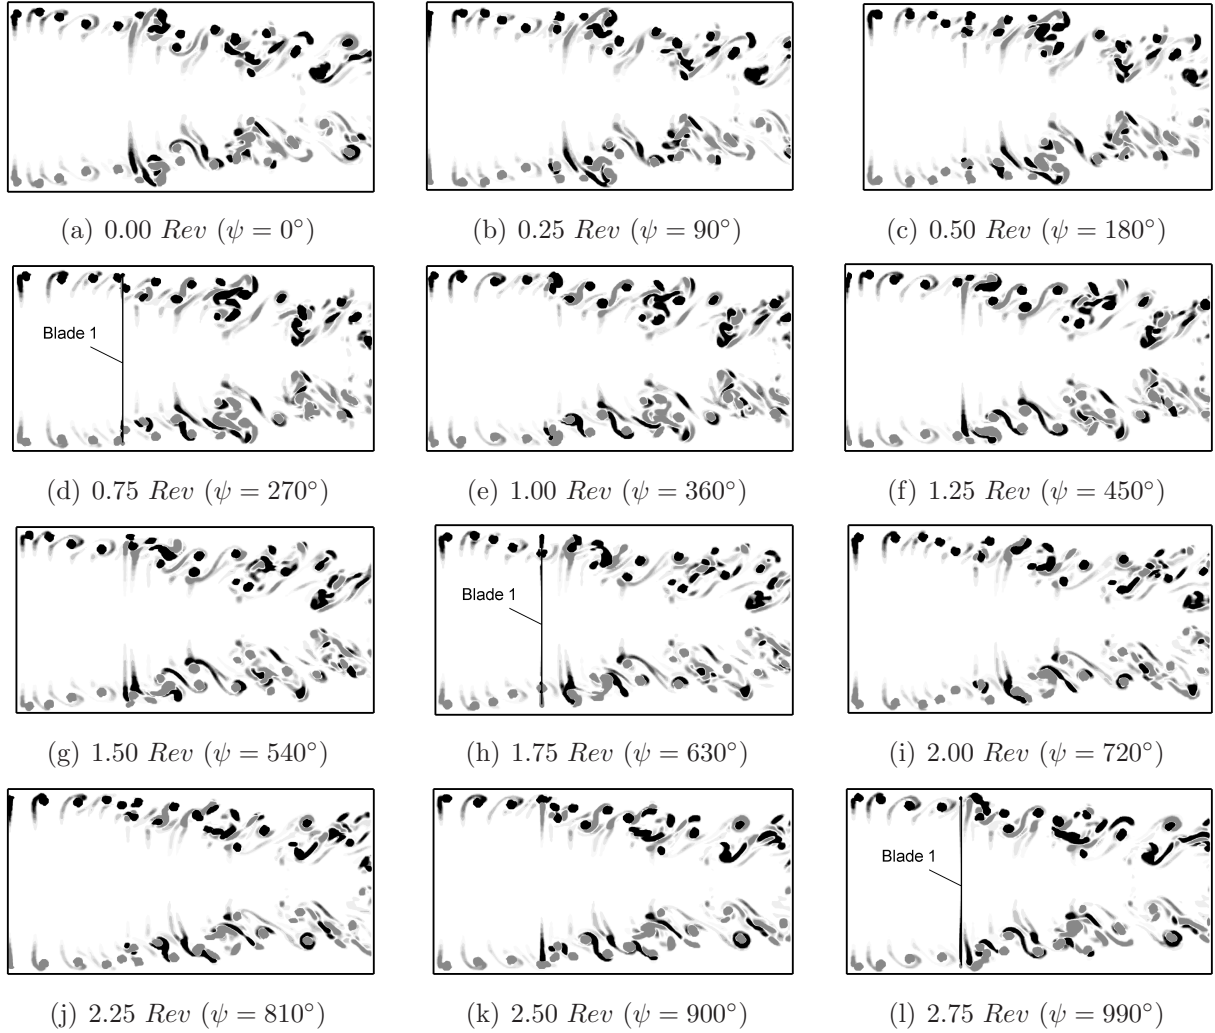 (a) 0.00 Rev (ψ = 0°)
(b) 0.25 Rev (ψ = 90°)
(c) 0.50 Rev (ψ = 180°)
Blade 1
(d) 0.75 Rev (ψ = 270°)
(e) 1.00 Rev (ψ = 360°)
(f) 1.25 Rev (ψ = 450°)
Blade 1
(g) 1.50 Rev (ψ = 540°)
(h) 1.75 Rev (ψ = 630°)
(i) 2.00 Rev (ψ = 720°)
Blade 1
(j) 2.25 Rev (ψ = 810°)
(k) 2.50 Rev (ψ = 900°)
(l) 2.75 Rev (ψ = 990°)